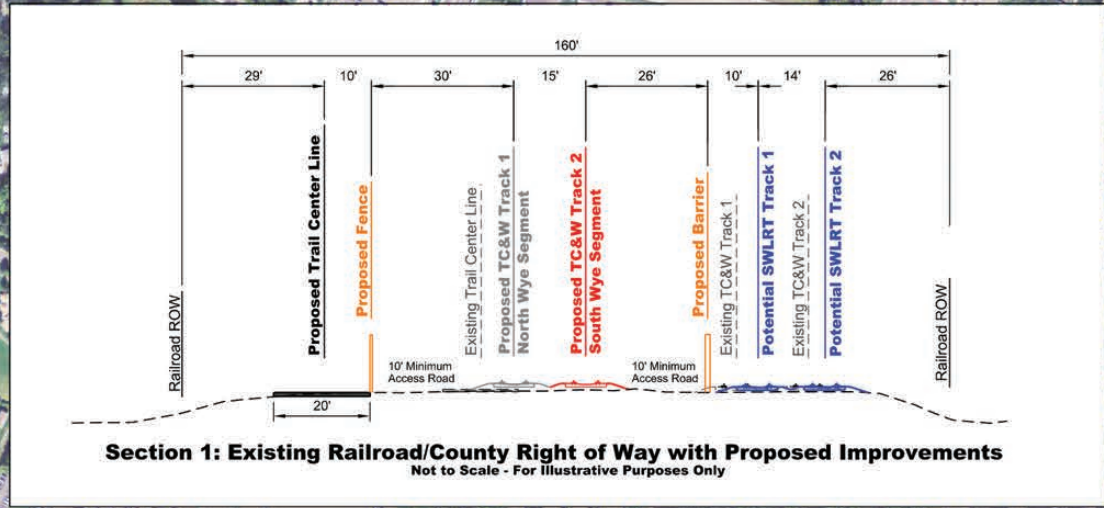 160'
29'
10'
30'
15'
26'
10'
14'
26'
Railroad ROW
Proposed Trail Center Line
Proposed Fence
Existing Trail Center Line
Proposed TC&W Track 1
North Wye Segment
Proposed TC&W Track 2
South Wye Segment
Proposed Barrier
Existing TC&W Track 1
Potential SWLRT Track 1
Existing TC&W Track 2
Potential SWLRT Track 2
Railroad ROW
10' Minimum
Access Road
10' Minimum
Access Road
20'
Section 1: Existing Railroad/County Right of Way with Proposed Improvements
Not to Scale - For Illustrative Purposes Only